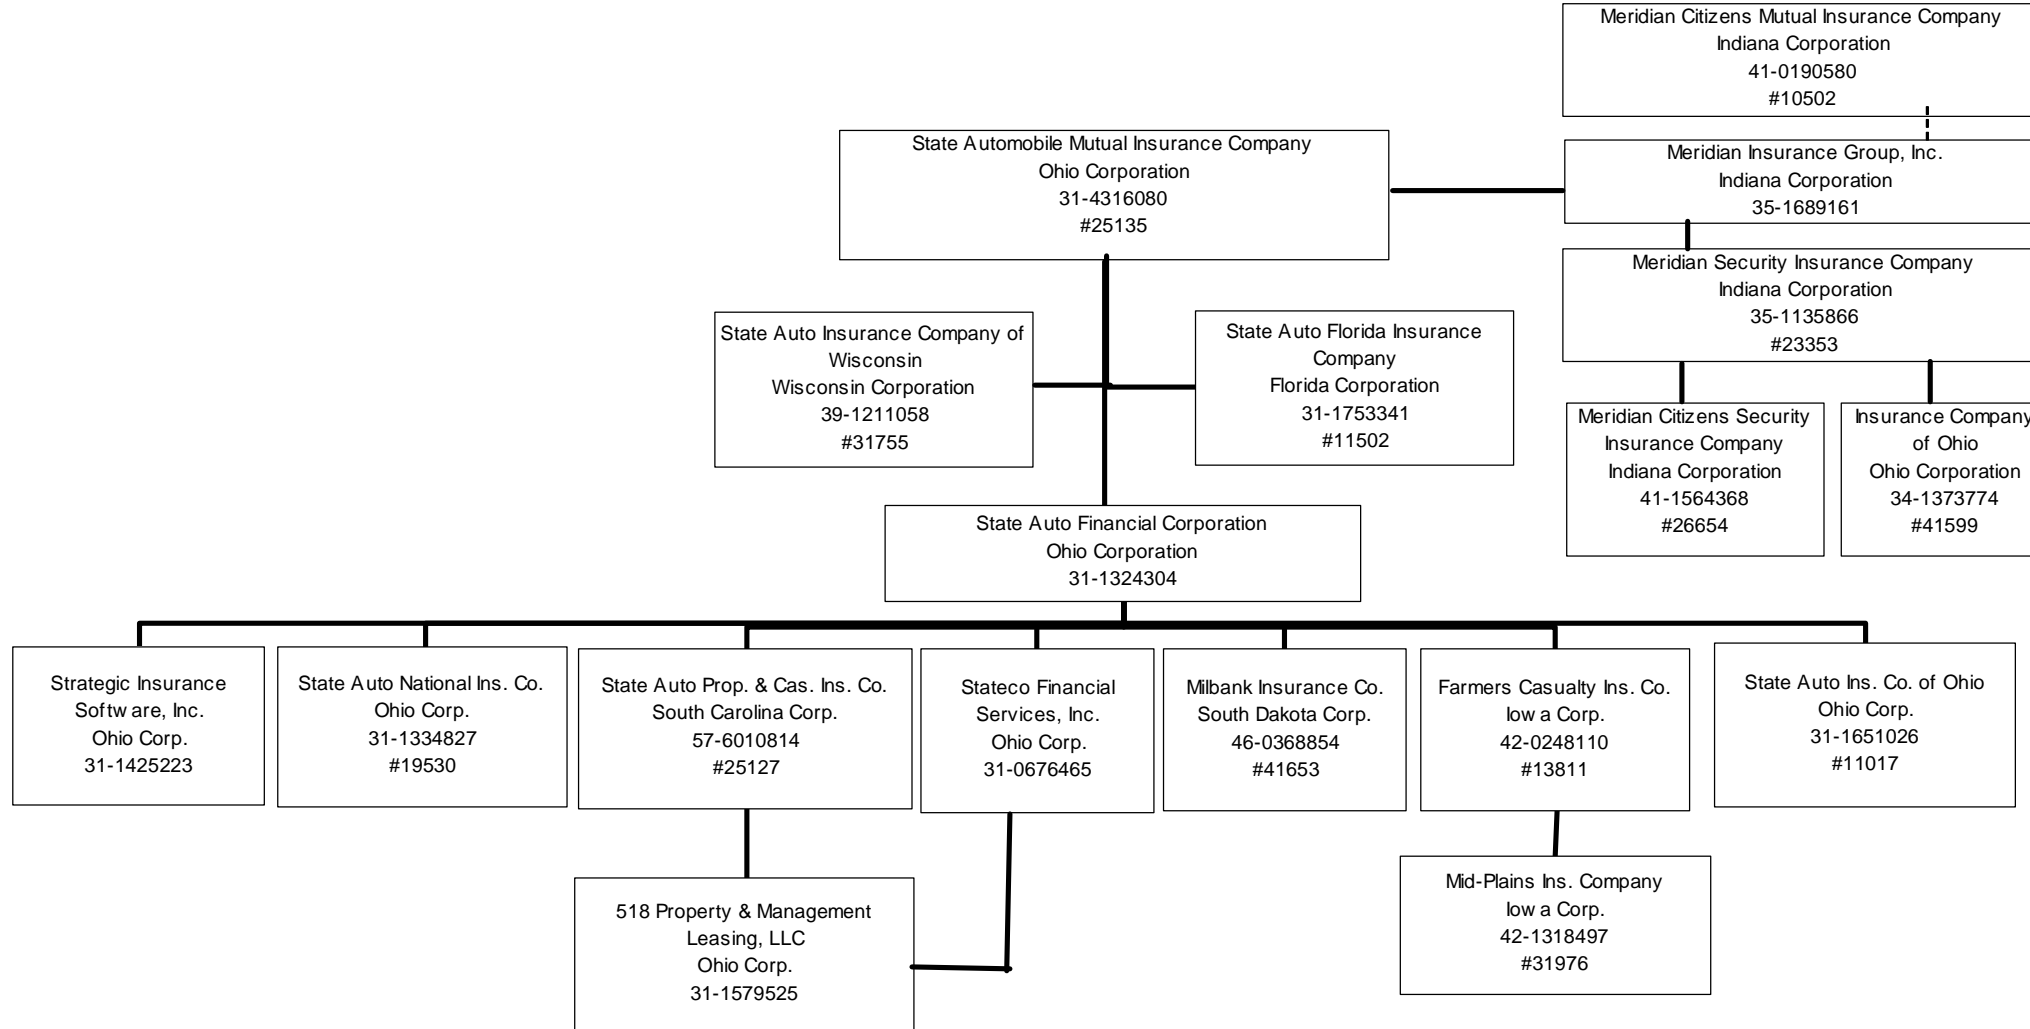 Meridian Citizens Mutual Insurance Company
Indiana Corporation
41-0190580
#10502
State Automobile Mutual Insurance Company
Ohio Corporation
31-4316080
#25135
Meridian Insurance Group, Inc.
Indiana Corporation
35-1689161
Meridian Security Insurance Company
Indiana Corporation
35-1135866
#23353
State Auto Insurance Company of
Wisconsin
Wisconsin Corporation
39-1211058
#31755
State Auto Florida Insurance
Company
Florida Corporation
31-1753341
#11502
Meridian Citizens Security
Insurance Company
Indiana Corporation
41-1564368
#26654
Insurance Company
of Ohio
Ohio Corporation
34-1373774
#41599
State Auto Financial Corporation
Ohio Corporation
31-1324304
Strategic Insurance
Software, Inc.
Ohio Corp.
31-1425223
State Auto National Ins. Co.
Ohio Corp.
31-1334827
#19530
State Auto Prop. & Cas. Ins. Co.
South Carolina Corp.
57-6010814
#25127
Stateco Financial
Services, Inc.
Ohio Corp.
31-0676465
Milbank Insurance Co.
South Dakota Corp.
46-0368854
#41653
Farmers Casualty Ins. Co.
Iowa Corp.
42-0248110
#13811
State Auto Ins. Co. of Ohio
Ohio Corp.
31-1651026
#11017
518 Property & Management
Leasing, LLC
Ohio Corp.
31-1579525
Mid-Plains Ins. Company
Iowa Corp.
42-1318497
#31976